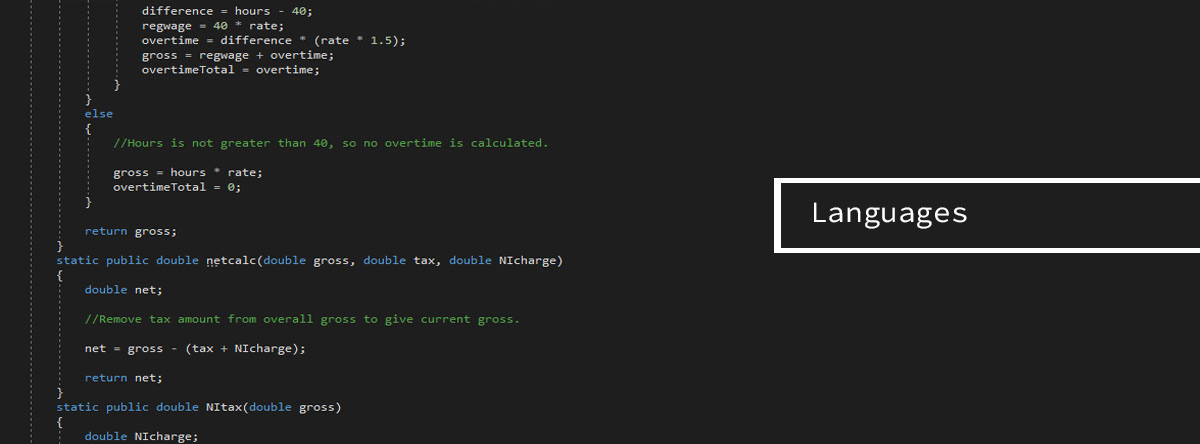 difference = hours - 40;
regwage = 40 * rate;
overtime = difference * (rate * 1.5);
gross = regwage + overtime;
overtimeTotal = overtime;
}
}
else
{
//Hours is not greater than 40, so no overtime is calculated.
gross = hours * rate;
overtimeTotal = 0;
}
return gross;
}
static public double netcalc(double gross, double tax, double NIcharge)
{
double net;
//Remove tax amount from overall gross to give current gross.
net = gross - (tax + NIcharge);
return net;
}
static public double NItax(double gross)
{
double NIcharge;
Languages